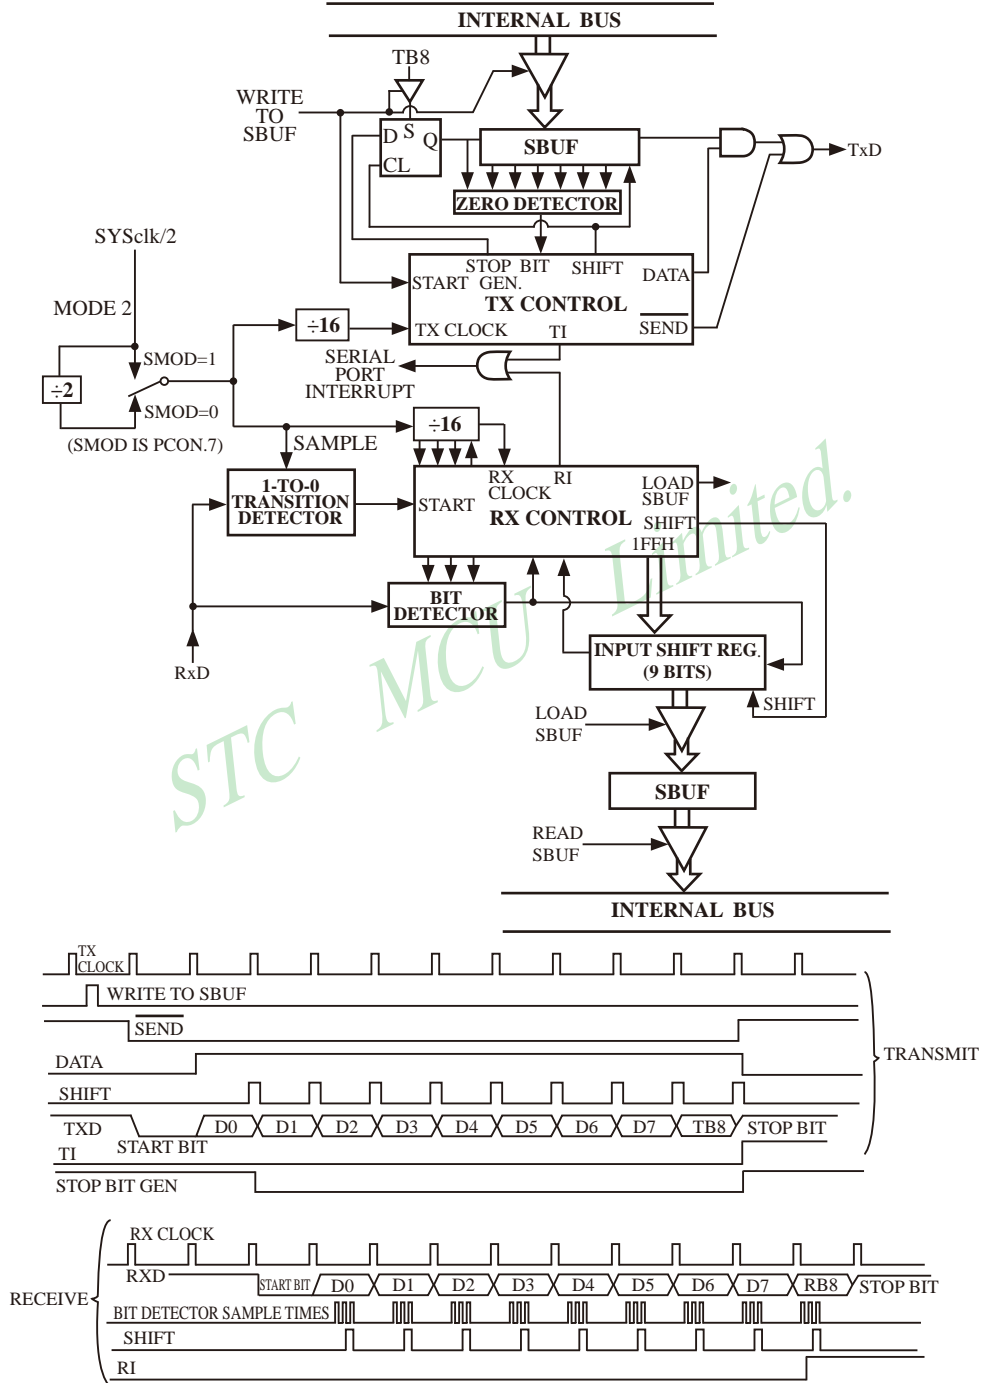 INTERNAL BUS
TB8
WRITE
TO
SBUF
D S Q
CL
SBUF
TxD
ZERO DETECTOR
SYSclk/2
STOP BIT SHIFT
GEN.
START
DATA
TX CONTROL
MODE 2
÷16
TX CLOCK
TI
SEND
SERIAL
PORT
INTERRUPT
SMOD=1
÷2
SMOD=0
(SMOD IS PCON.7)
SAMPLE
÷16
1-TO-0
TRANSITION
DETECTOR
START
RX
CLOCK
RI
LOAD
SBUF
RX CONTROL
SHIFT
1FFH
BIT
DETECTOR
RxD
INPUT SHIFT REG.
(9 BITS)
SHIFT
LOAD
SBUF
SBUF
READ
SBUF
INTERNAL BUS
STC MCU Limited.
TX
CLOCK
WRITE TO SBUF
SEND
DATA
TRANSMIT
SHIFT
TXD
START BIT
D0 D1 D2 D3 D4 D5 D6 D7 TB8 STOP BIT
TI
STOP BIT GEN
RX CLOCK
RXD
START BIT D0 D1 D2 D3 D4 D5 D6 D7 RB8 STOP BIT
RECEIVE
BIT DETECTOR SAMPLE TIMES
SHIFT
RI